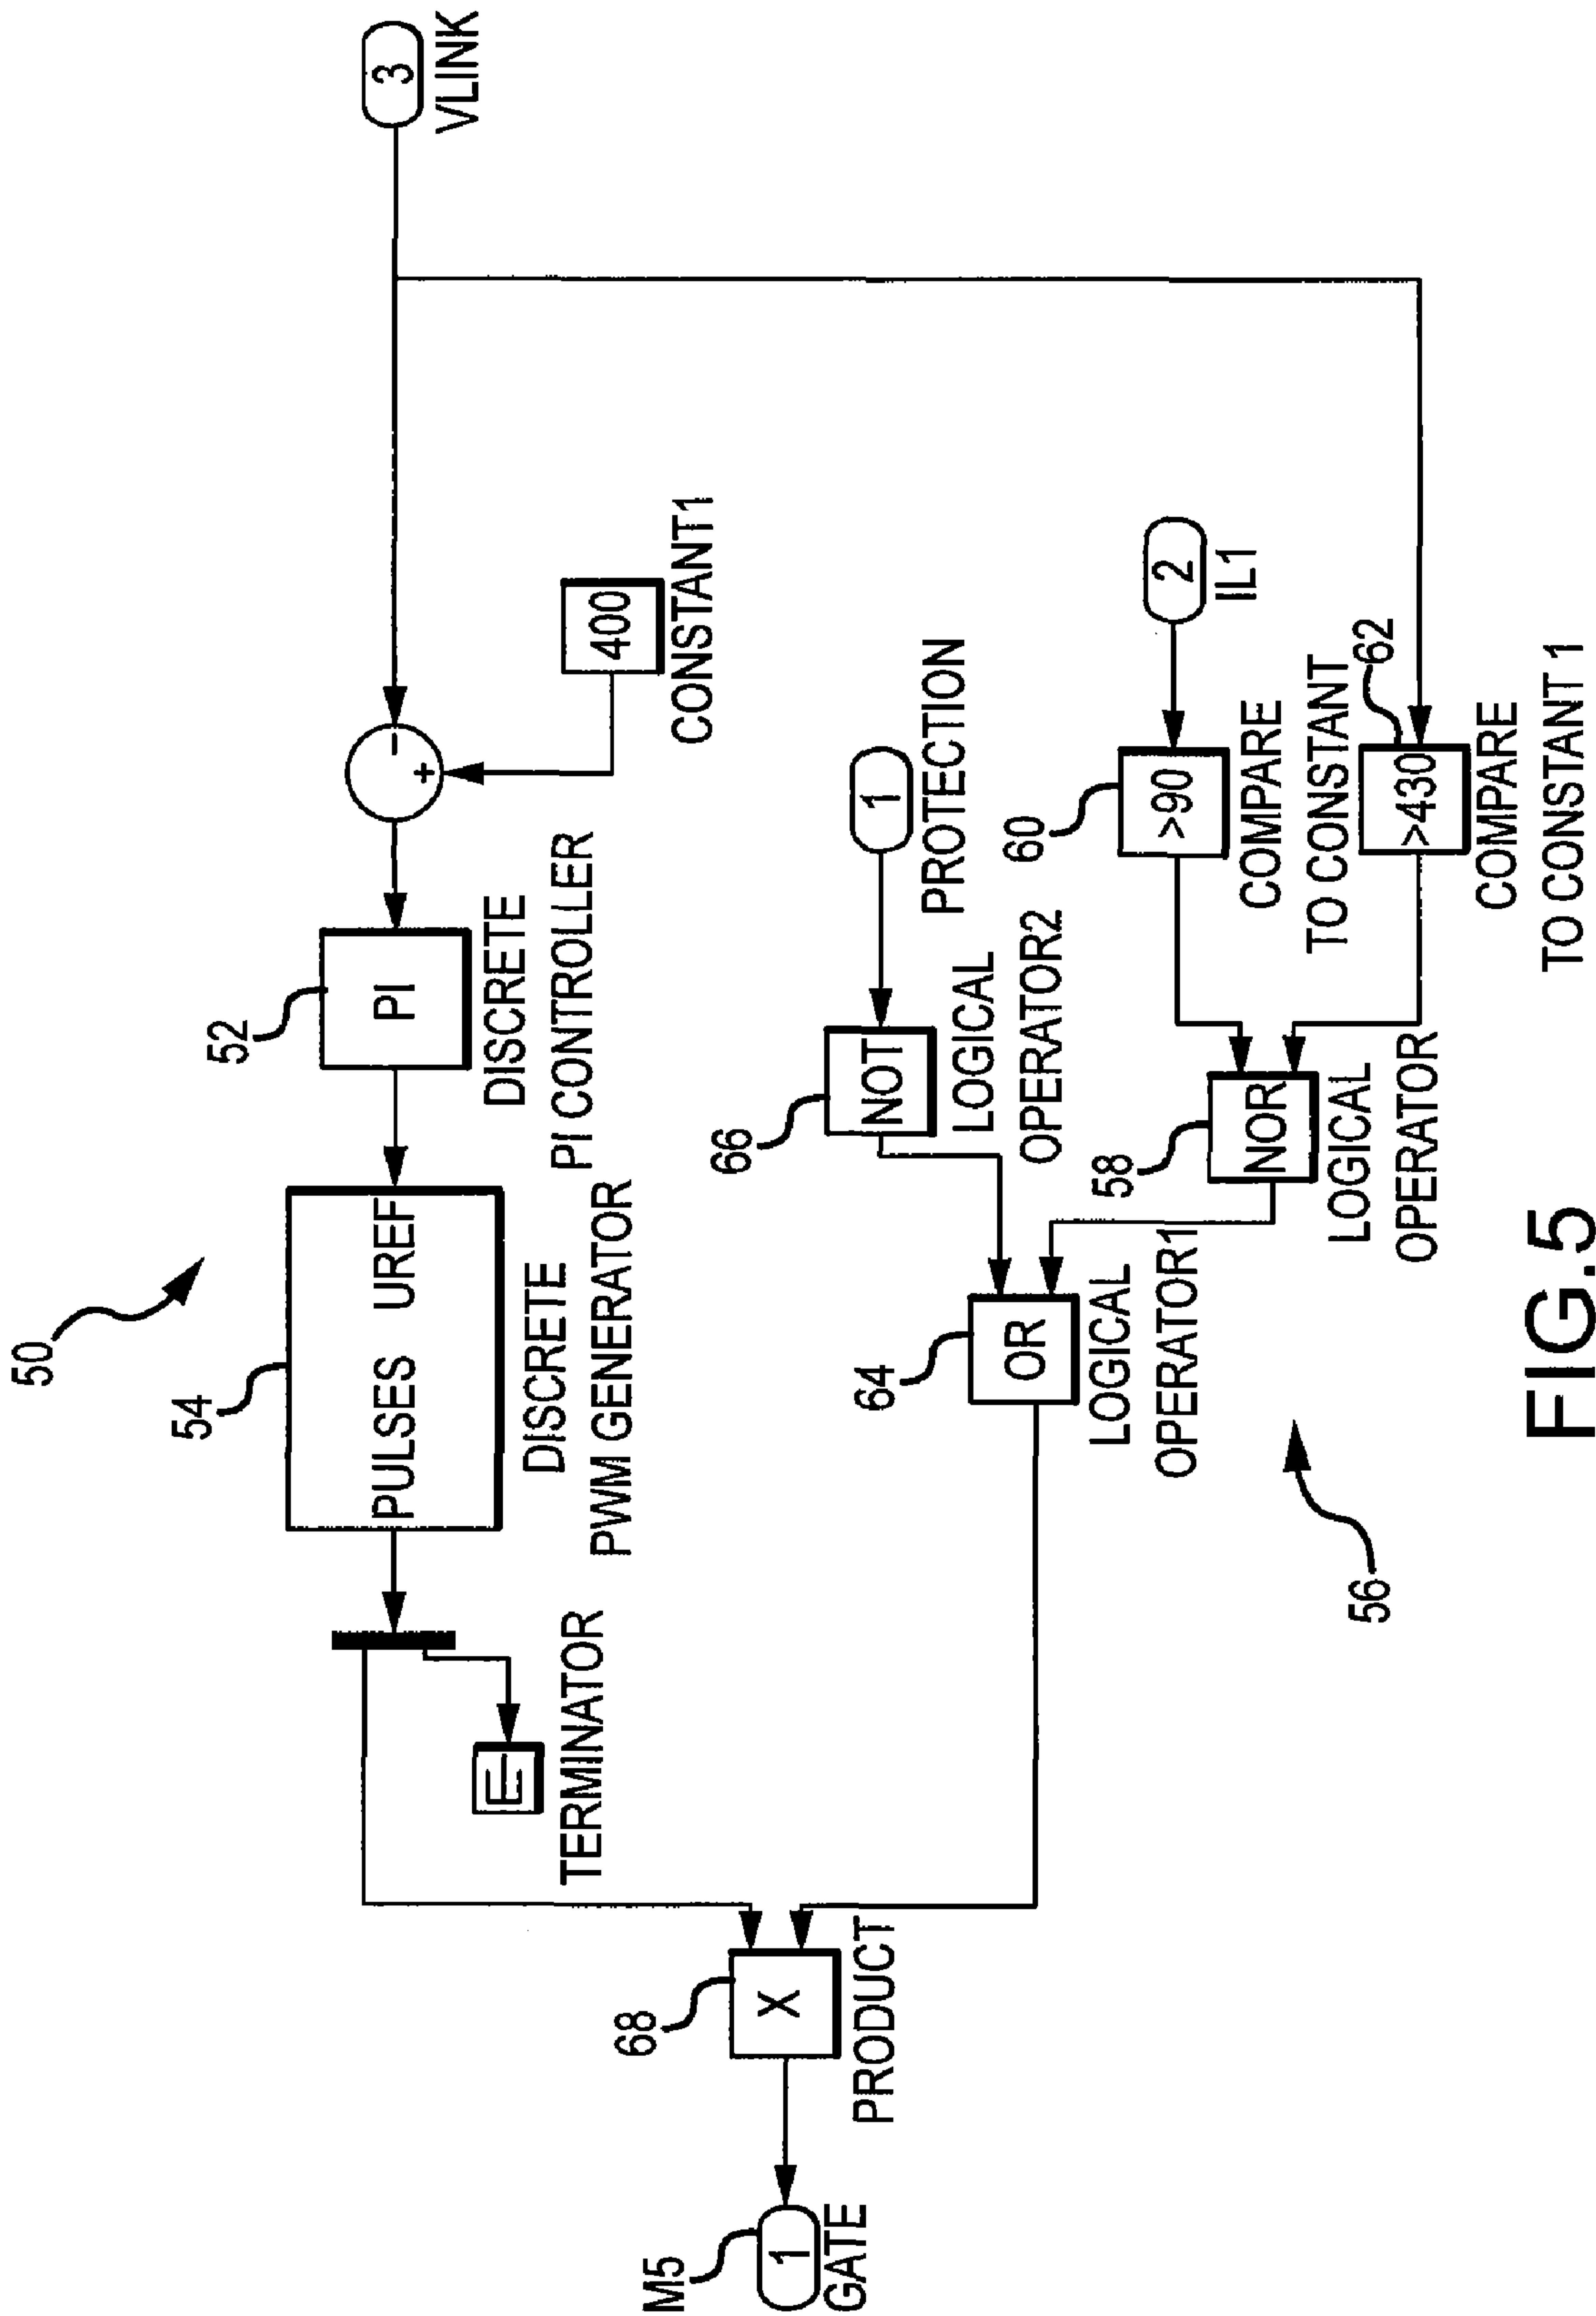 50
54
52
PULSES UREF
PI
3
VLINK
DISCRETE
PWM GENERATOR
DISCRETE
PI CONTROLLER
+
−
400
CONSTANT1
TERMINATOR
M5
1
GATE
68
X
PRODUCT
66
NOT
LOGICAL
OPERATOR2
1
PROTECTION
64
OR
LOGICAL
OPERATOR1
58
NOR
LOGICAL
OPERATOR
60
>90
COMPARE
TO CONSTANT
2
IL1
62
>430
COMPARE
TO CONSTANT 1
56
FIG.5